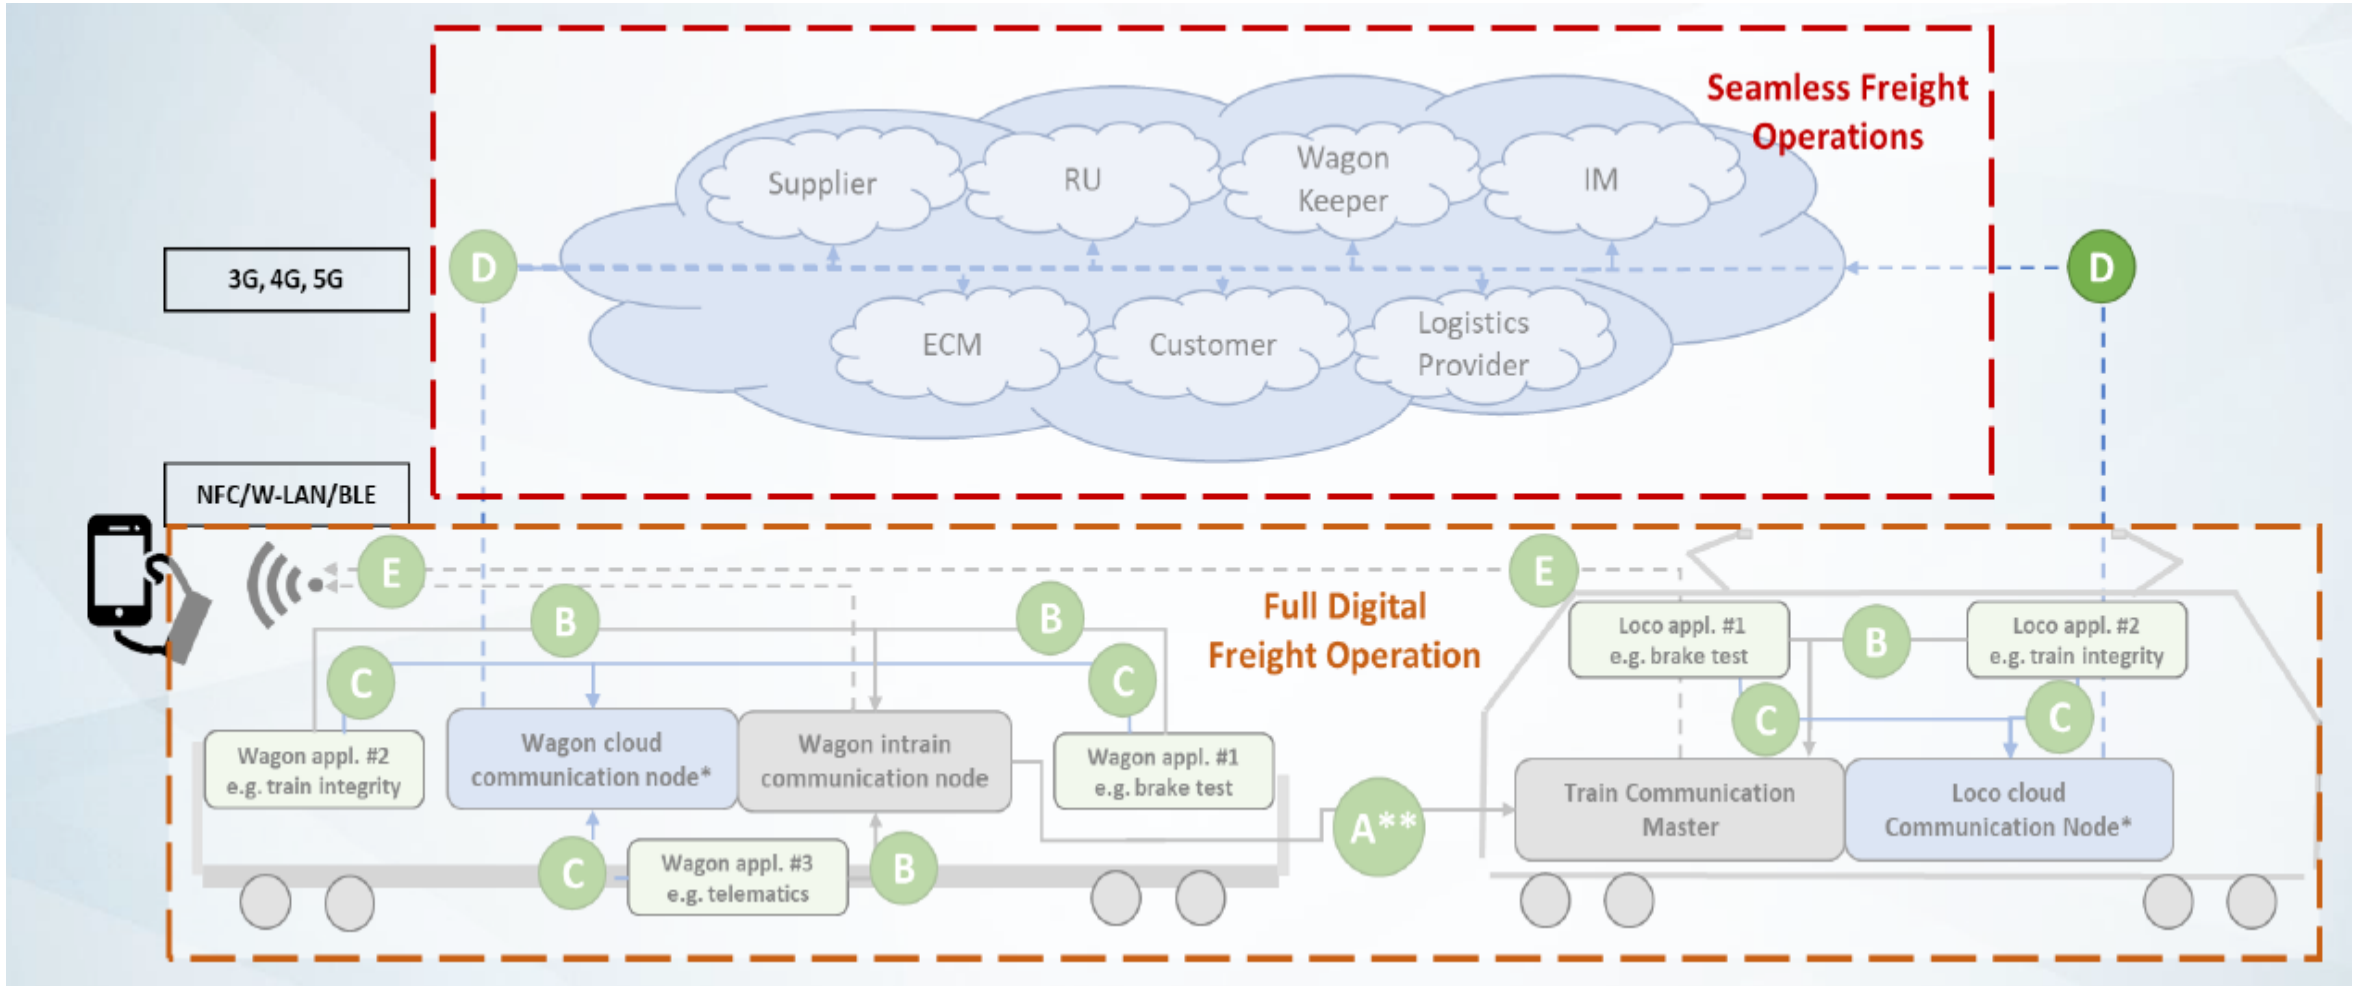 Seamless Freight
Operations
Supplier
RU
Wagon
Keeper
IM
D
3G, 4G, 5G
D
ECM
Customer
Logistics
Provider
NFC/W-LAN/BLE
E
E
B
B
Full Digital
Freight Operation
Loco appl. #1
e.g. brake test
B
Loco appl. #2
e.g. train integrity
C
C
C
C
Wagon appl. #2
e.g. train integrity
Wagon cloud
communication node*
Wagon intrain
communication node
Wagon appl. #1
e.g. brake test
A**
Train Communication
Master
Loco cloud
Communication Node*
C
Wagon appl. #3
e.g. telematics
B